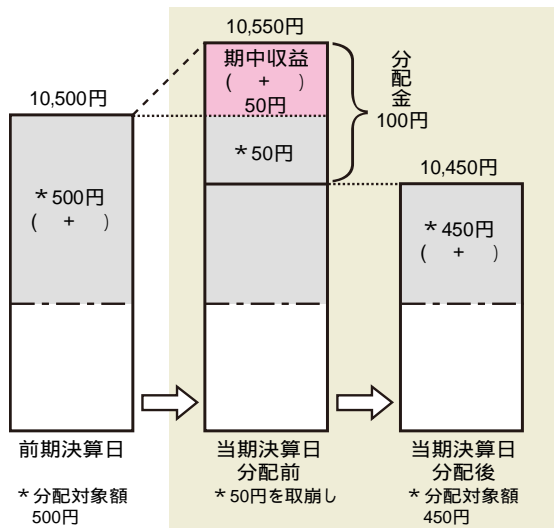 10,550円
期中収益
( + )
50円
分配金
100円
10,500円
*50円
10,450円
*500円
( + )
*450円
( + )
前期決算日
当期決算日
分配前
当期決算日
分配後
*分配対象額
500円
*50円を取崩し
*分配対象額
450円